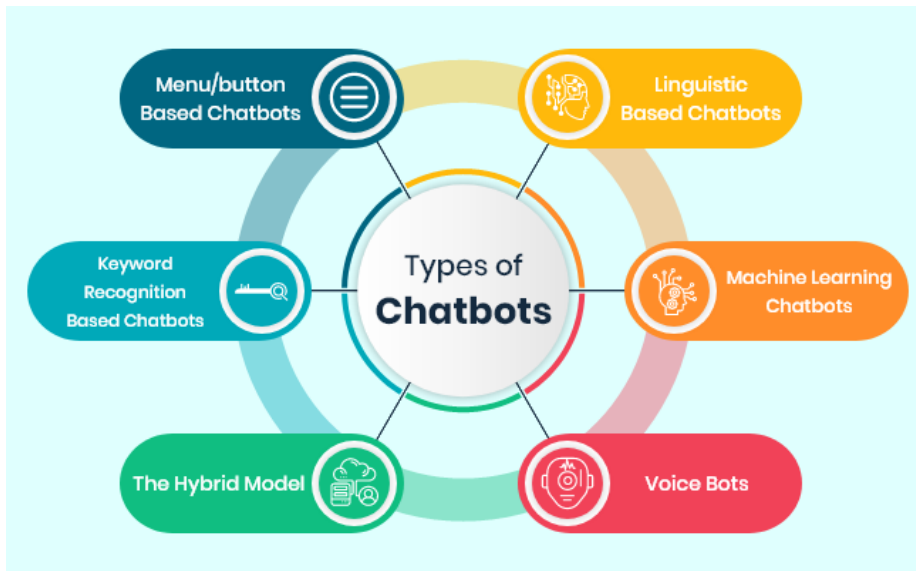 Menu/button
Based Chatbots
Linguistic
Based Chatbots
Keyword
Recognition
Based Chatbots
Types of
Chatbots
Machine Learning
Chatbots
The Hybrid Model
Voice Bots